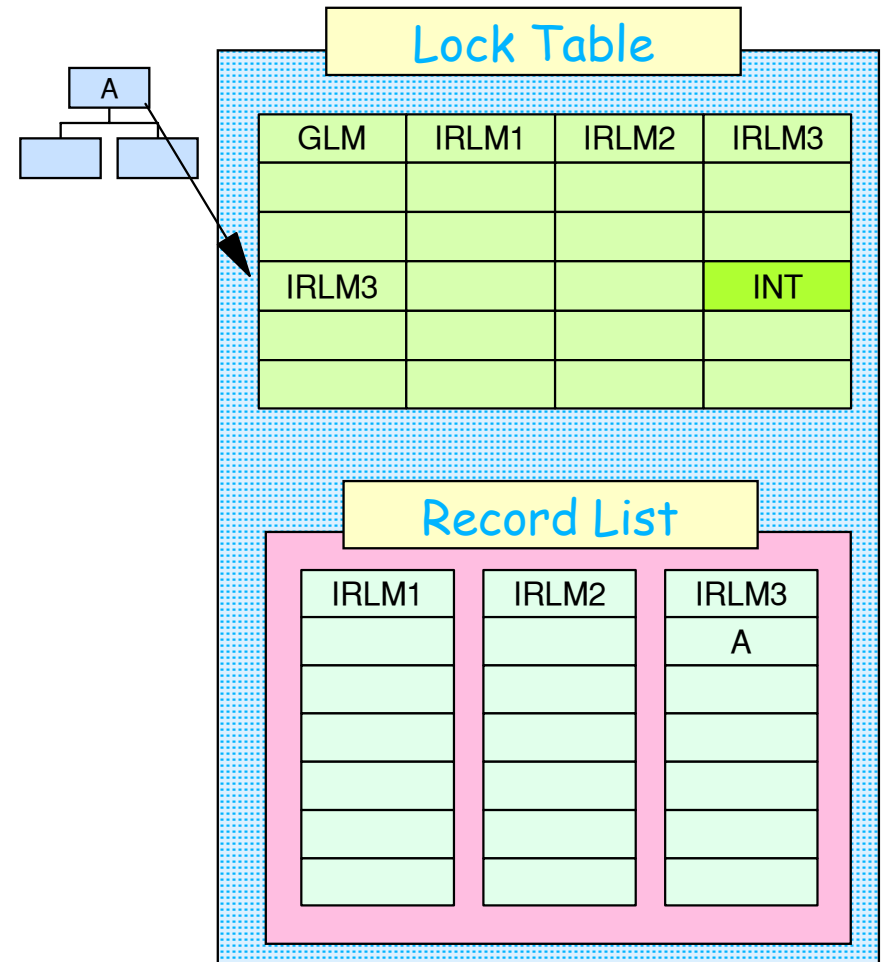 Lock Table
A
GLM IRLM1 IRLM2 IRLM3
IRLM3 INT
Record List
IRLM1 IRLM2 IRLM3
A